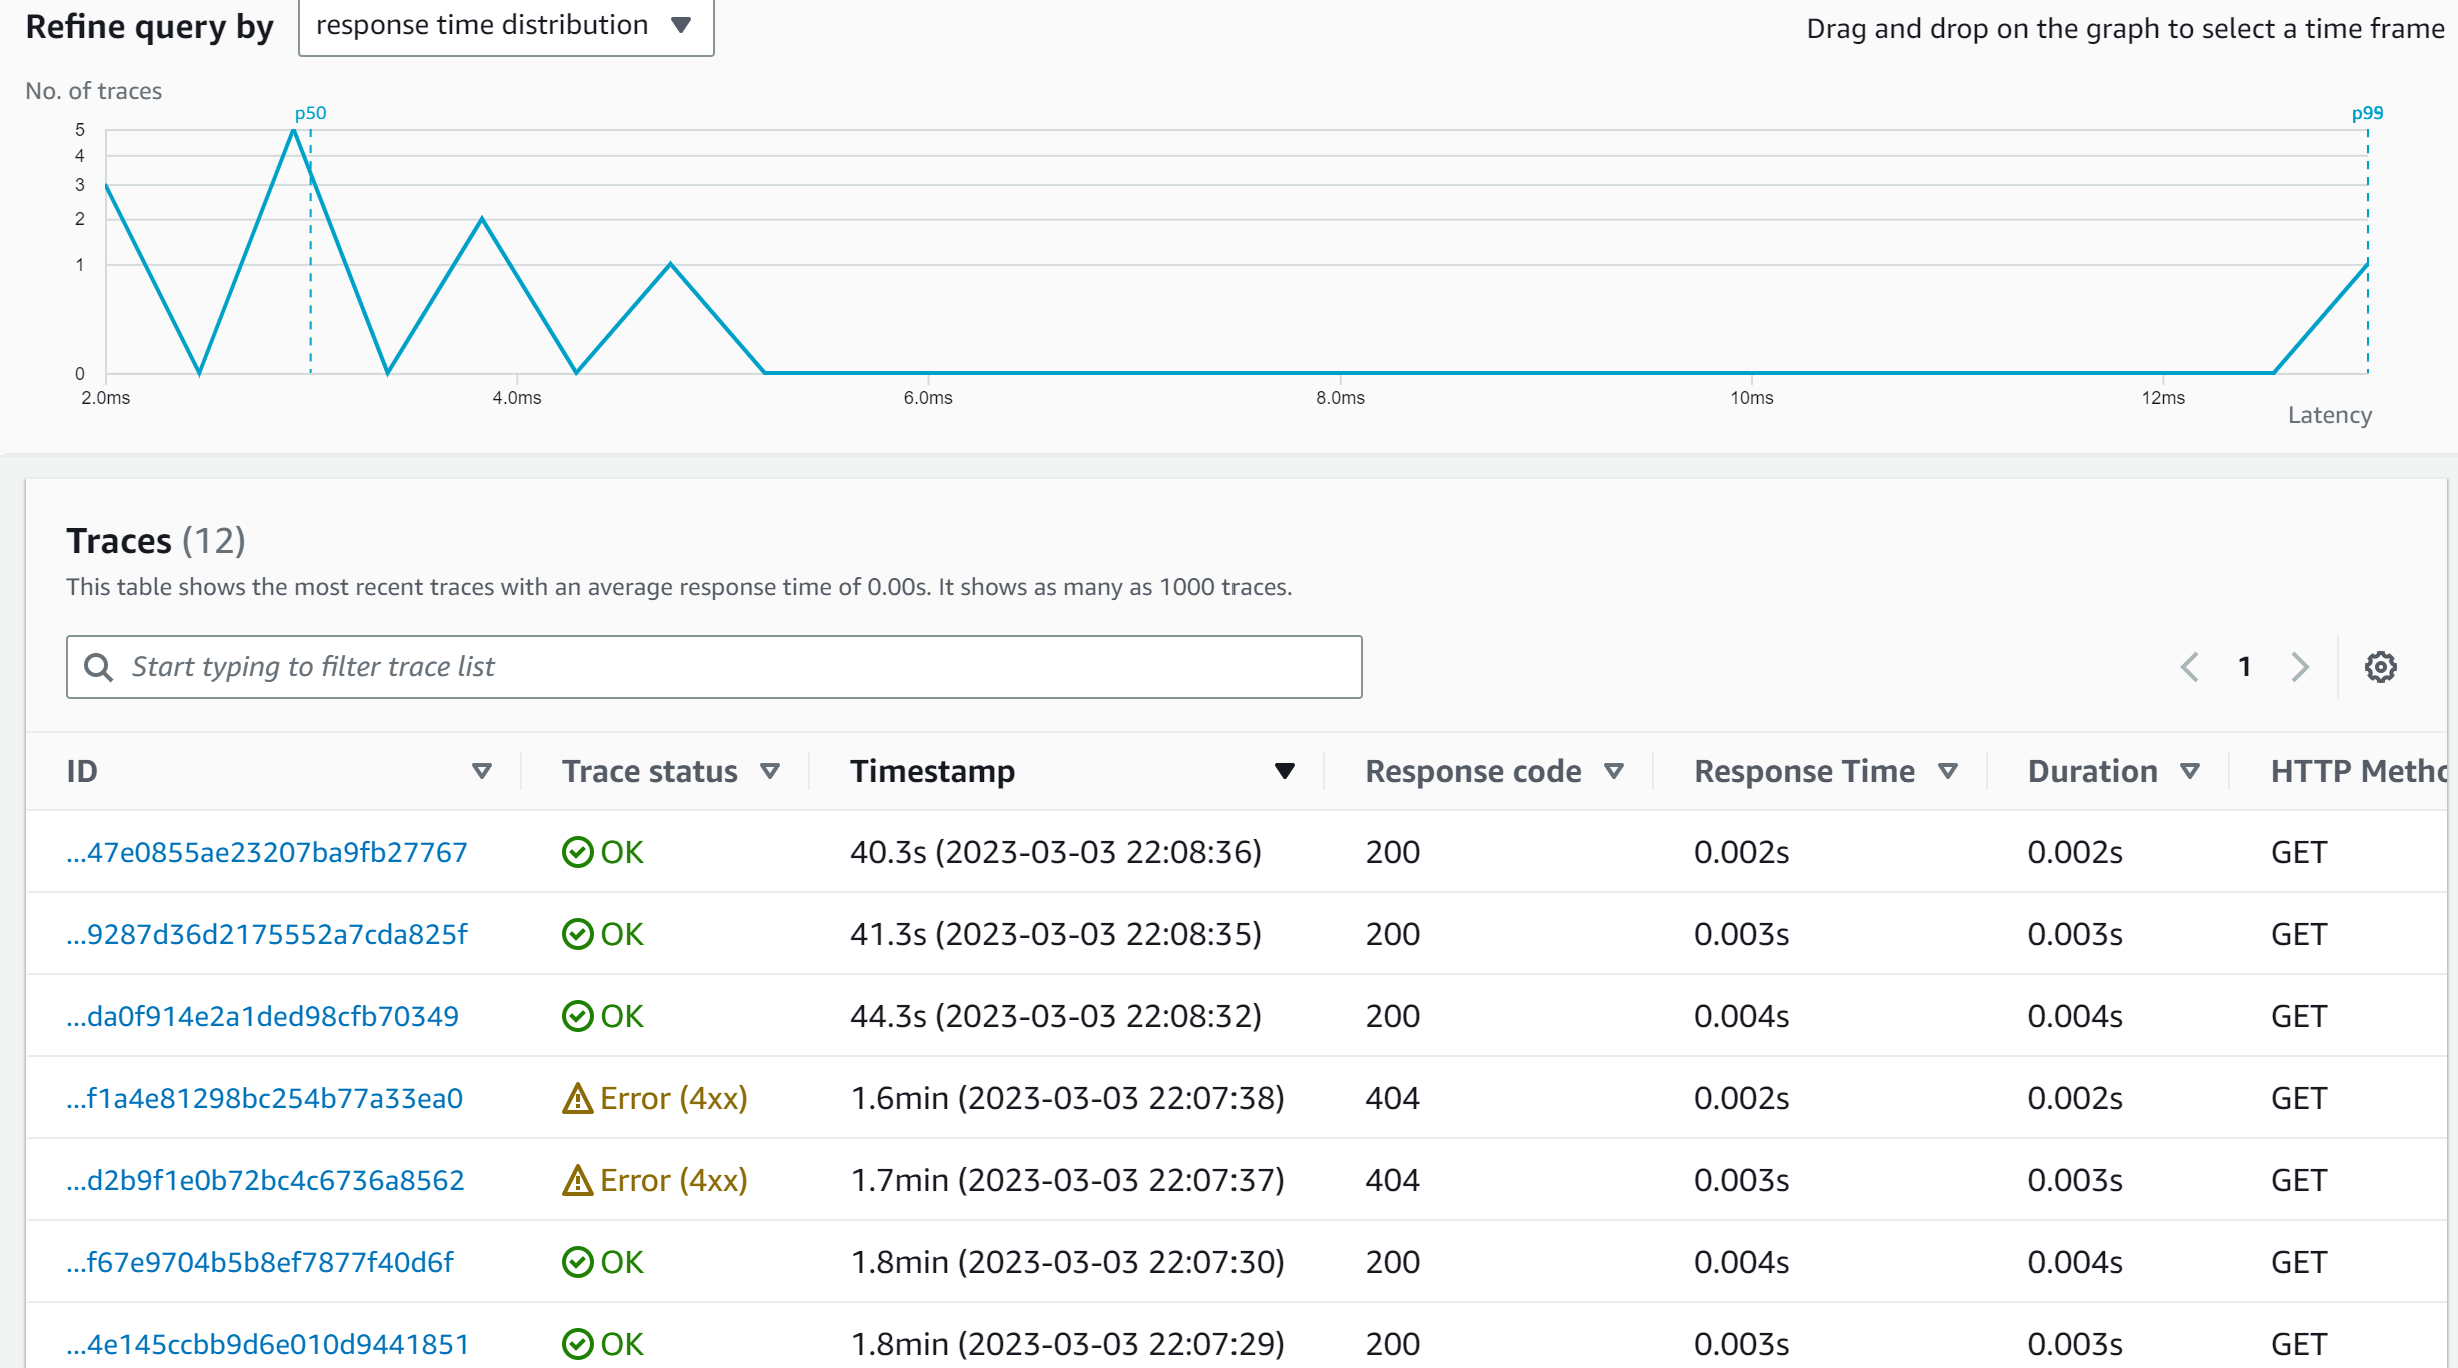 Refine query by response time distribution Drag and drop on the graph to select a time frame
No. of traces
p50 p99
5
4
3
2
1
0
2.0ms 4.0ms 6.0ms 8.0ms 10ms 12ms
Latency
Traces (12)
This table shows the most recent traces with an average response time of 0.00s. It shows as many as 1000 traces.
Start typing to filter trace list 1
ID Trace status Timestamp Response code Response Time Duration HTTP Metho
...47e0855ae23207ba9fb27767 OK 40.3s (2023-03-03 22:08:36) 200 0.002s 0.002s GET
...9287d36d2175552a7cda825f OK 41.3s (2023-03-03 22:08:35) 200 0.003s 0.003s GET
...da0f914e2a1ded98cfb70349 OK 44.3s (2023-03-03 22:08:32) 200 0.004s 0.004s GET
...f1a4e81298bc254b77a33ea0 Error (4xx) 1.6min (2023-03-03 22:07:38) 404 0.002s 0.002s GET
...d2b9f1e0b72bc4c6736a8562 Error (4xx) 1.7min (2023-03-03 22:07:37) 404 0.003s 0.003s GET
...f67e9704b5b8ef7877f40d6f OK 1.8min (2023-03-03 22:07:30) 200 0.004s 0.004s GET
...4e145ccbb9d6e010d9441851 OK 1.8min (2023-03-03 22:07:29) 200 0.003s 0.003s GET